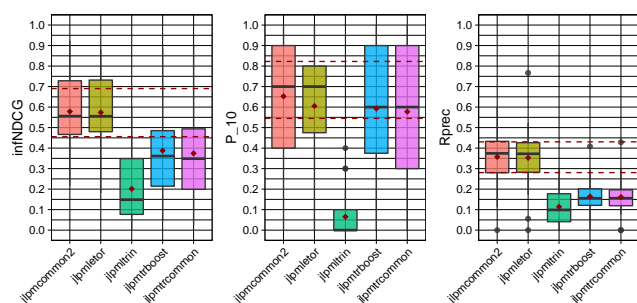 infNDCG
1.0
0.9
0.8
0.7
0.6
0.5
0.4
0.3
0.2
0.1
0.0
jlpmcommon2
jlpmletor
jlpmltrin
jlpmtrboost
jlpmtrcommon
P_10
1.0
0.9
0.8
0.7
0.6
0.5
0.4
0.3
0.2
0.1
0.0
jlpmcommon2
jlpmletor
jlpmltrin
jlpmtrboost
jlpmtrcommon
Rprec
1.0
0.9
0.8
0.7
0.6
0.5
0.4
0.3
0.2
0.1
0.0
jlpmcommon2
jlpmletor
jlpmltrin
jlpmtrboost
jlpmtrcommon